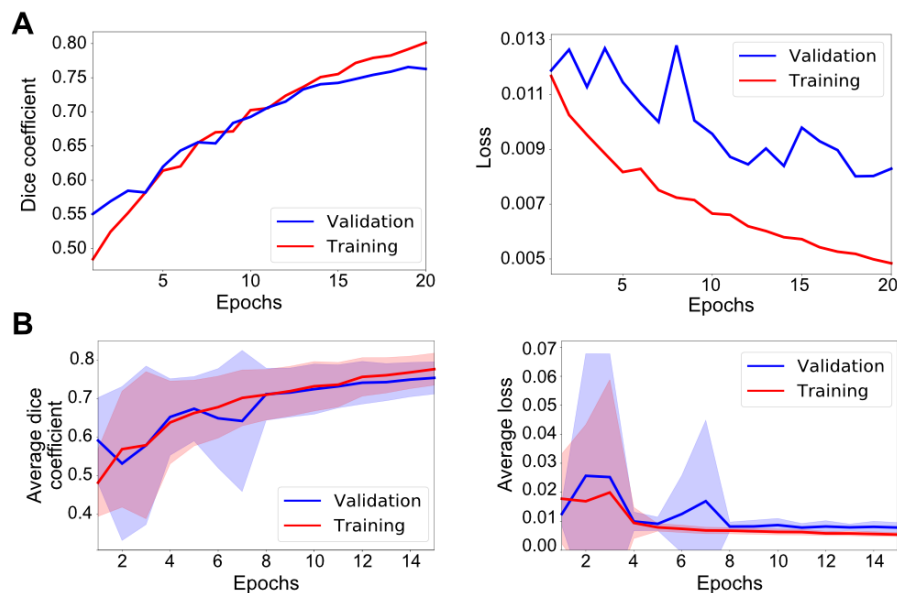 A
Dice coefficient
0.80
0.75
0.70
0.65
0.60
0.55
0.50
5
10
15
20
Epochs
Validation
Training
Loss
0.013
0.011
0.009
0.007
0.005
5
10
15
20
Epochs
Validation
Training
B
Average dice
coefficient
0.8
0.7
0.6
0.5
0.4
2
4
6
8
10
12
14
Epochs
Validation
Training
Average loss
0.07
0.06
0.05
0.04
0.03
0.02
0.01
0.00
2
4
6
8
10
12
14
Epochs
Validation
Training